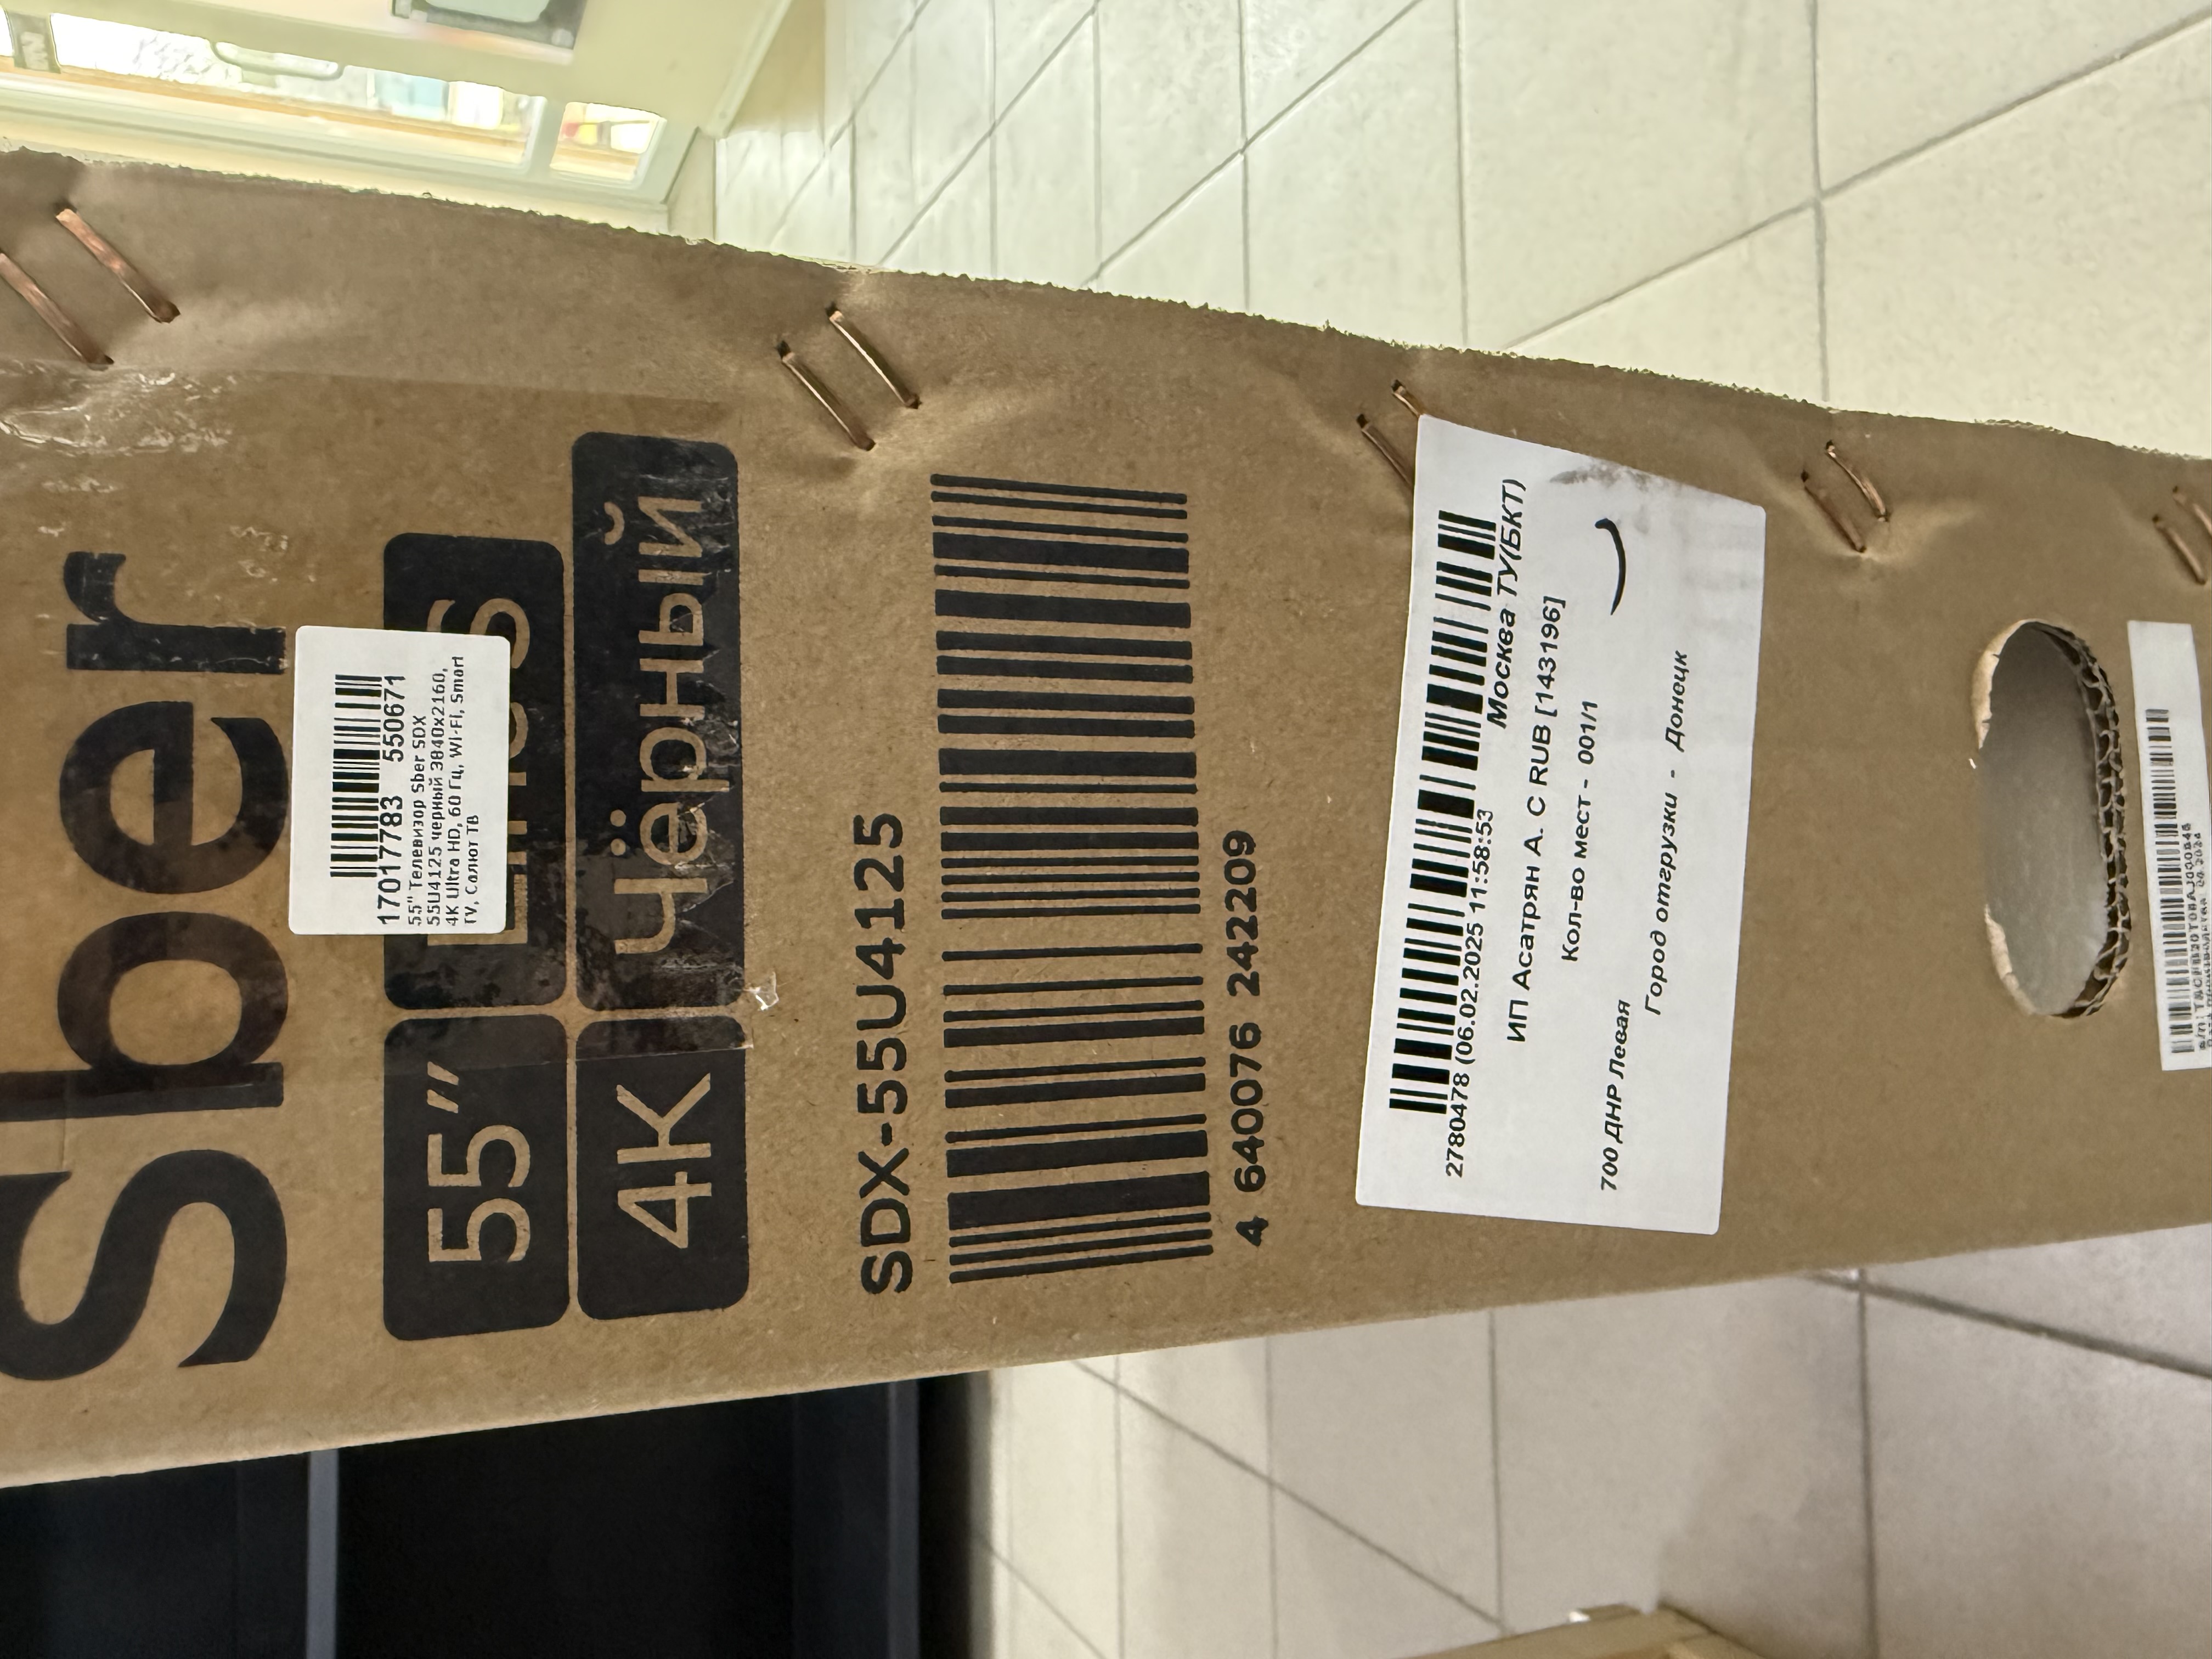 Sber
17017783 550671
55" Телевизор Sber SDX
55U4125 черный 3840x2160,
4K Ultra HD, 60 Гц, Wi-Fi, Smart
TV, Салют ТВ
55”
4K Чёрный
SDX-55U4125
4 640076 242209
27804478 (06.02.2025 11:58:53
Москва ТУ(БКТ)
ИП Асатрян А. С RUB [143196]
Кол-во мест - 001/1
700 ДНР Левая
Город отгрузки - Донецк